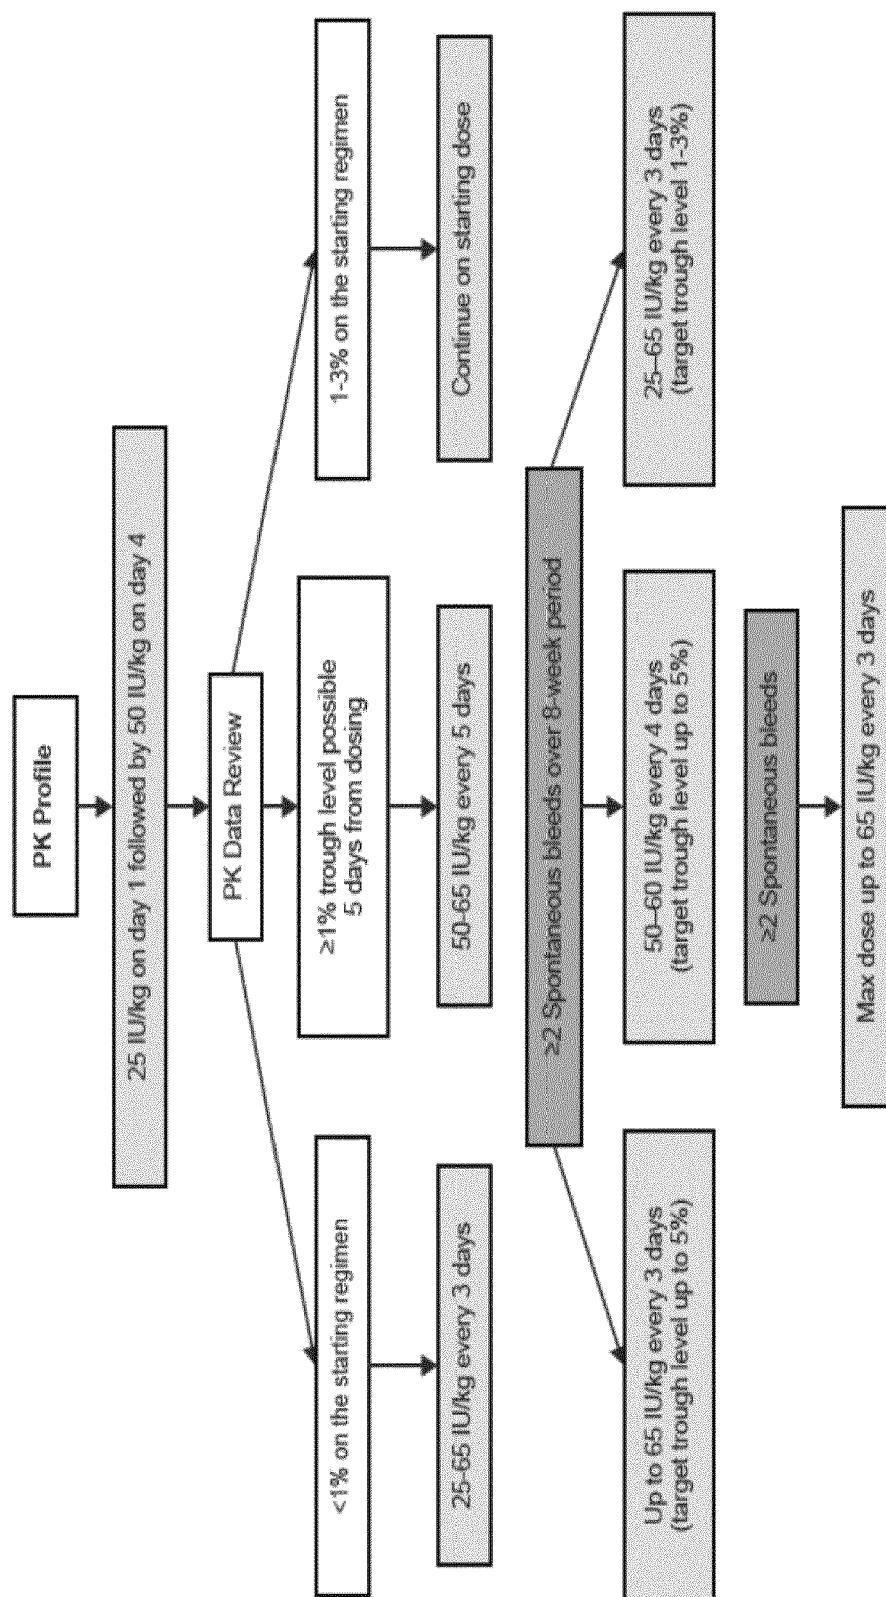 PK Profile
25 IU/kg on day 1 followed by 50 IU/kg on day 4
PK Data Review
<1% on the starting regimen
≥1% trough level possible
5 days from dosing
1-3% on the starting regimen
25-65 IU/kg every 3 days
50-65 IU/kg every 5 days
Continue on starting dose
≥2 Spontaneous bleeds over 8-week period
Up to 65 IU/kg every 3 days
(target trough level up to 5%)
50–60 IU/kg every 4 days
(target trough level up to 5%)
25–65 IU/kg every 3 days
(target trough level 1-3%)
≥2 Spontaneous bleeds
Max dose up to 65 IU/kg every 3 days